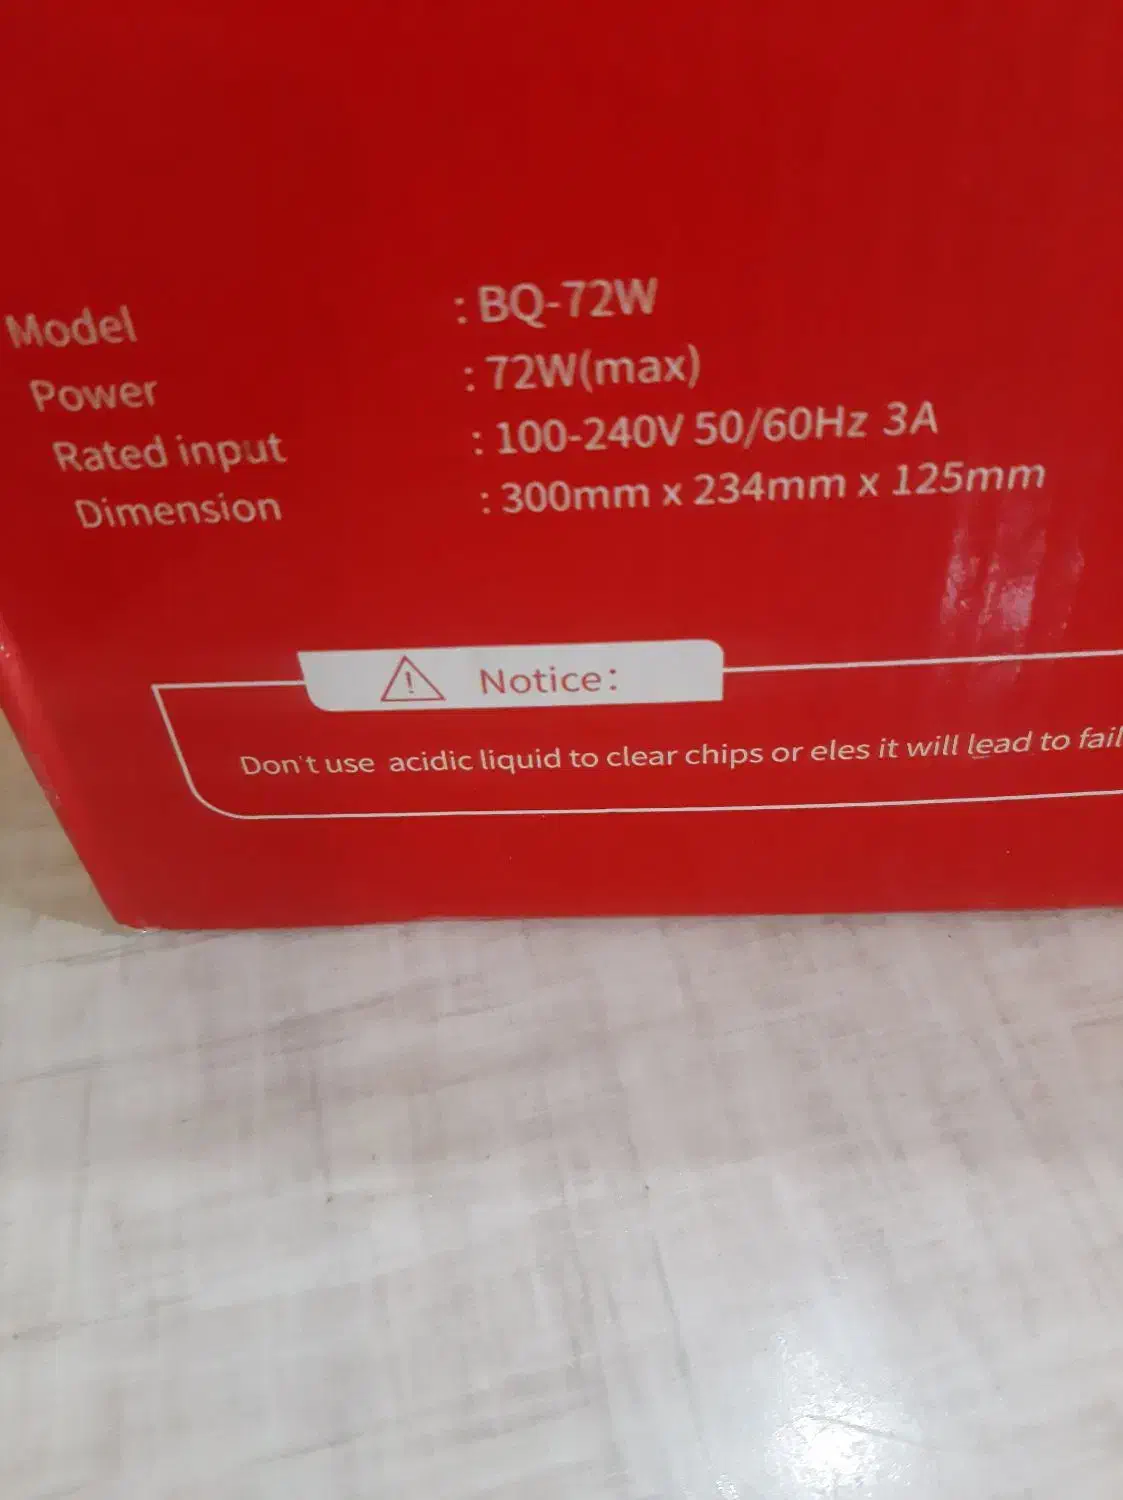 Model : BQ-72W
Power : 72W(max)
Rated input : 100-240V 50/60Hz 3A
Dimension : 300mm x 234mm x 125mm
Notice:
Don't use acidic liquid to clear chips or eles it will lead to fail